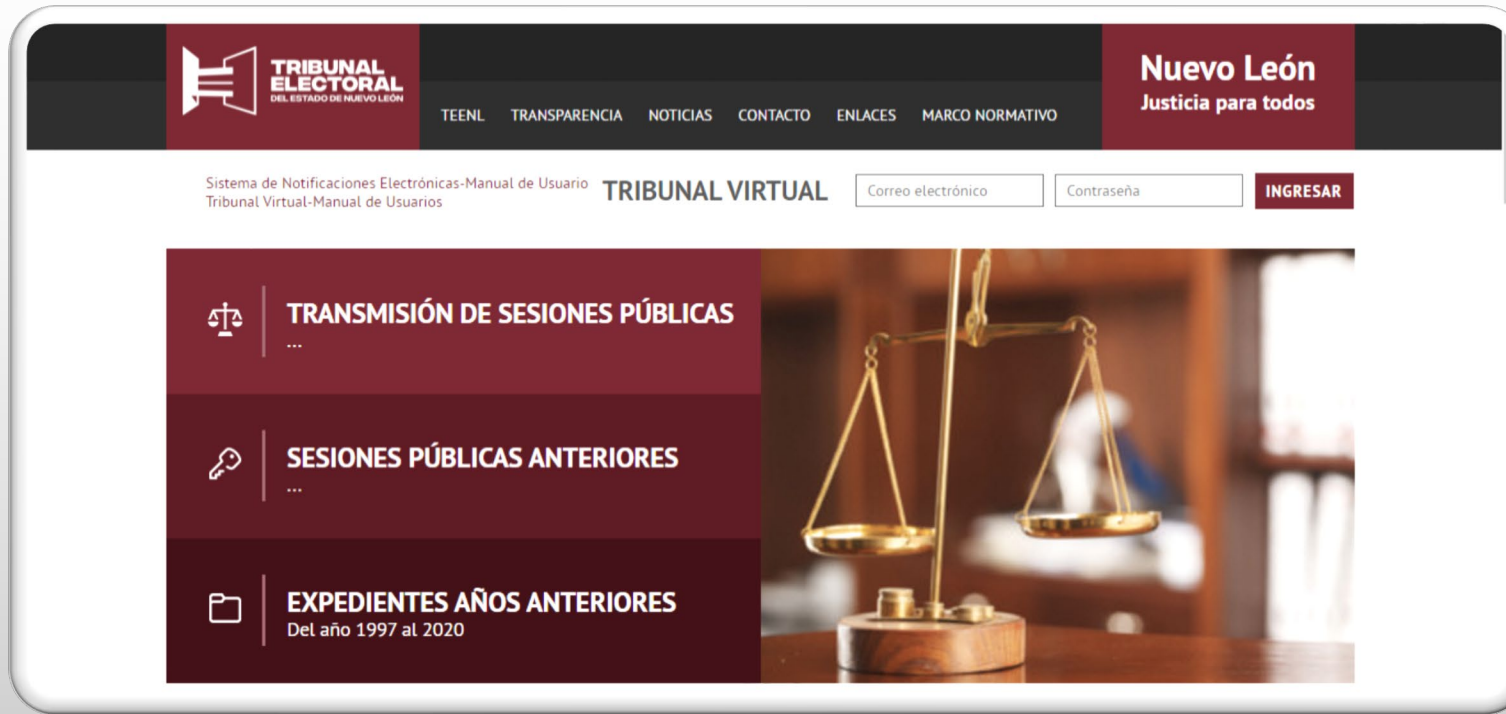 TRIBUNAL
ELECTORAL
DEL ESTADO DE NUEVO LEÓN
TEENL TRANSPARENCIA NOTICIAS CONTACTO ENLACES MARCO NORMATIVO
Nuevo León
Justicia para todos
Sistema de Notificaciones Electrónicas-Manual de Usuario
Tribunal Virtual-Manual de Usuarios
TRIBUNAL VIRTUAL
Correo electrónico
Contraseña
INGRESAR
TRANSMISIÓN DE SESIONES PÚBLICAS
...
SESIONES PÚBLICAS ANTERIORES
...
EXPEDIENTES AÑOS ANTERIORES
Del año 1997 al 2020